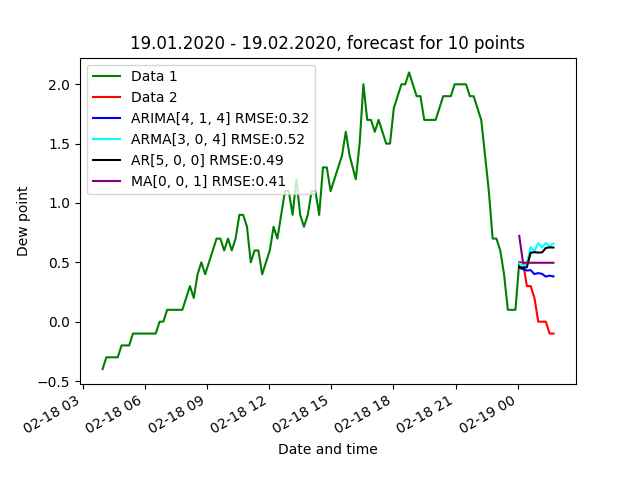 19.01.2020 - 19.02.2020, forecast for 10 points
Data 1
Data 2
ARIMA[4, 1, 4] RMSE:0.32
ARMA[3, 0, 4] RMSE:0.52
AR[5, 0, 0] RMSE:0.49
MA[0, 0, 1] RMSE:0.41
Dew point
2.0
1.5
1.0
0.5
0.0
−0.5
02-18 03
02-18 06
02-18 09
02-18 12
02-18 15
02-18 18
02-18 21
02-19 00
Date and time